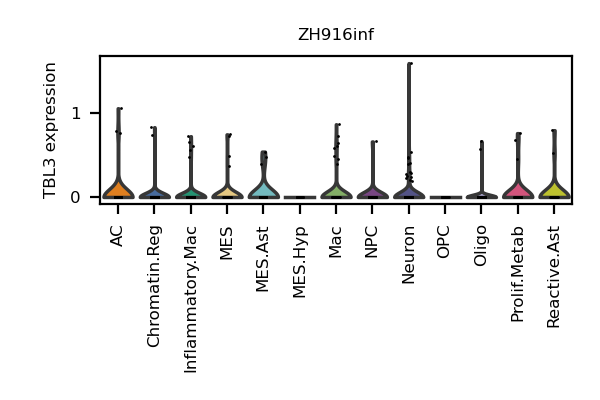 ZH916inf
TBL3 expression
1
0
AC
Chromatin.Reg
Inflammatory.Mac
MES
MES.Ast
MES.Hyp
Mac
NPC
Neuron
OPC
Oligo
Prolif.Metab
Reactive.Ast